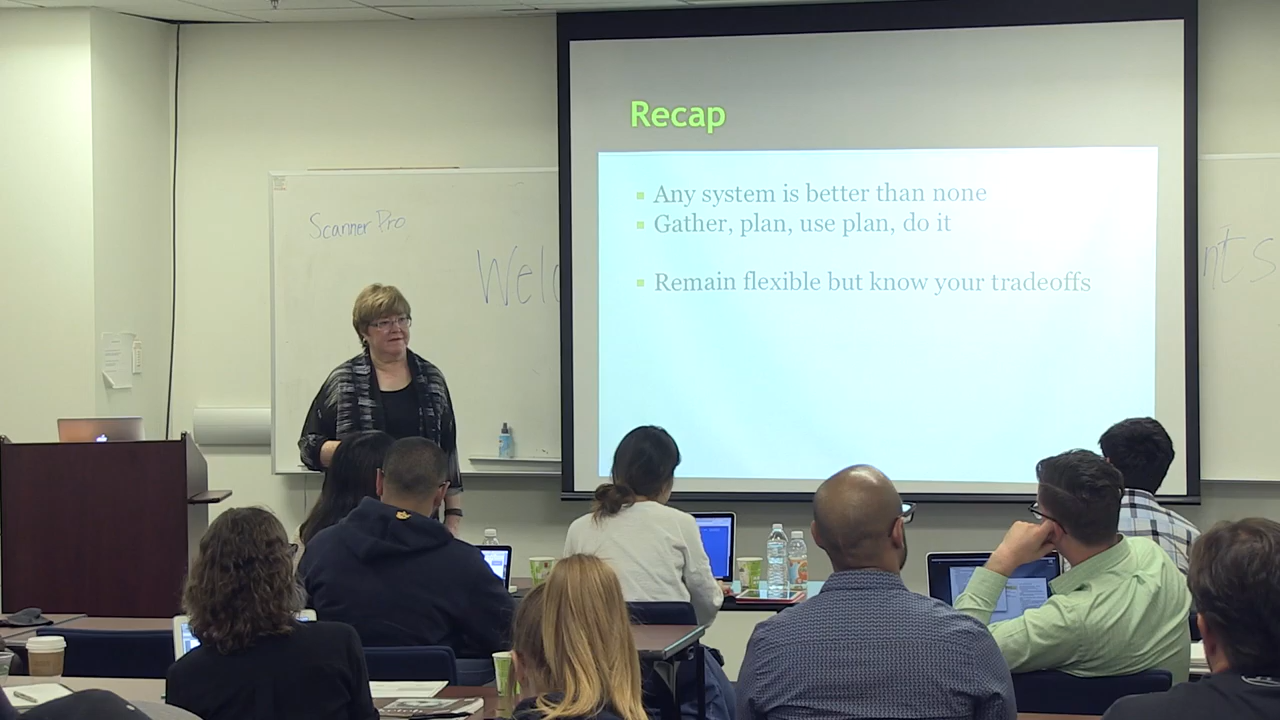 Recap
Any system is better than none
Gather, plan, use plan, do it
Remain flexible but know your tradeoffs
Scanner Pro
Welc
nts